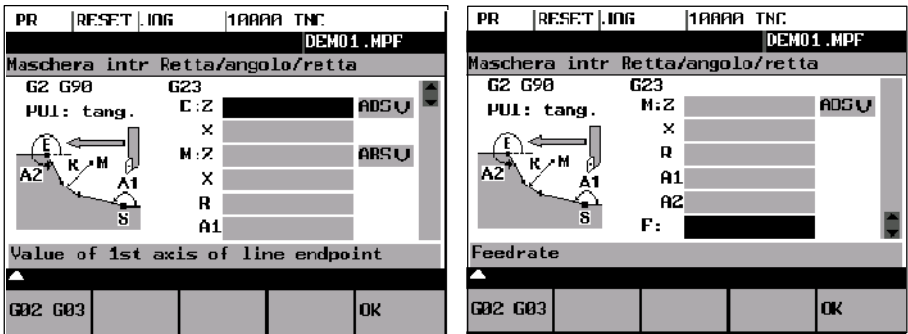 PR RESET JOG 10000 INC
DEMO1.MPF
Maschera intr Retta/angolo/retta
G2 G90 G23
PU1: tang.
E:Z ABS
X
M:Z ABS
X
R
A1
E
K M
A2
A1
S
Value of 1st axis of line endpoint
G02 G03 OK
PR RESET JOG 10000 INC
DEMO1.MPF
Maschera intr Retta/angolo/retta
G2 G90 G23
PU1: tang.
M:Z ABS
X
R
A1
A2
F:
E
K M
A2
A1
S
Feedrate
G02 G03 OK